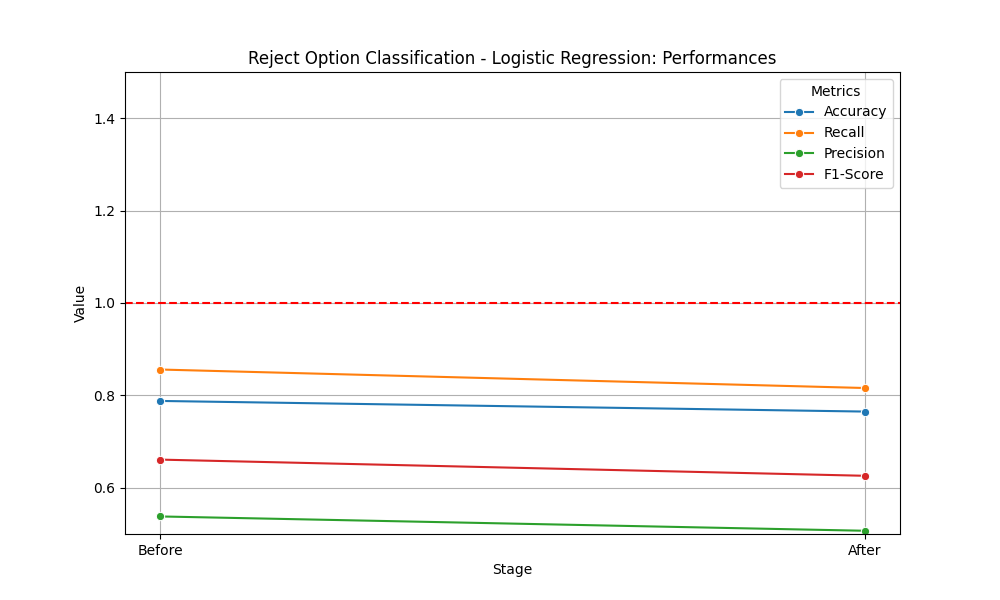 Reject Option Classification - Logistic Regression: Performances
Metrics
Accuracy
Recall
Precision
F1-Score
1.4
1.2
1.0
0.8
0.6
Value
Before
After
Stage